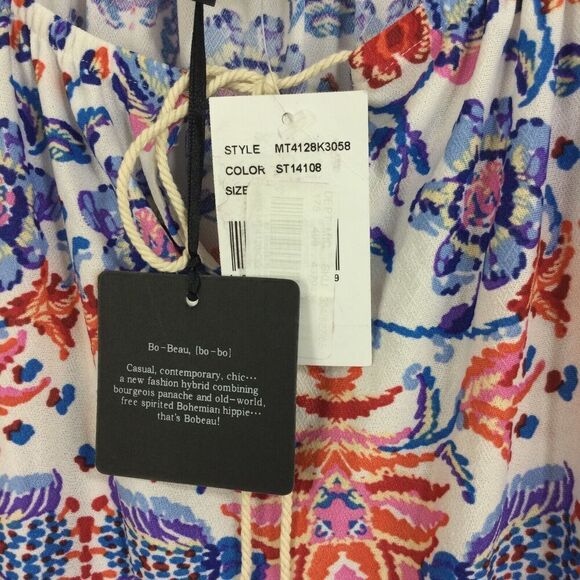 STYLE MT4128K3058
COLOR ST14108
SIZE
Bo-Beau, [bo-bo]
Casual, contemporary, chic…
a new fashion hybrid combining
bourgeois panache and old-world,
free spirited Bohemian hippie…
that's Bobeau!